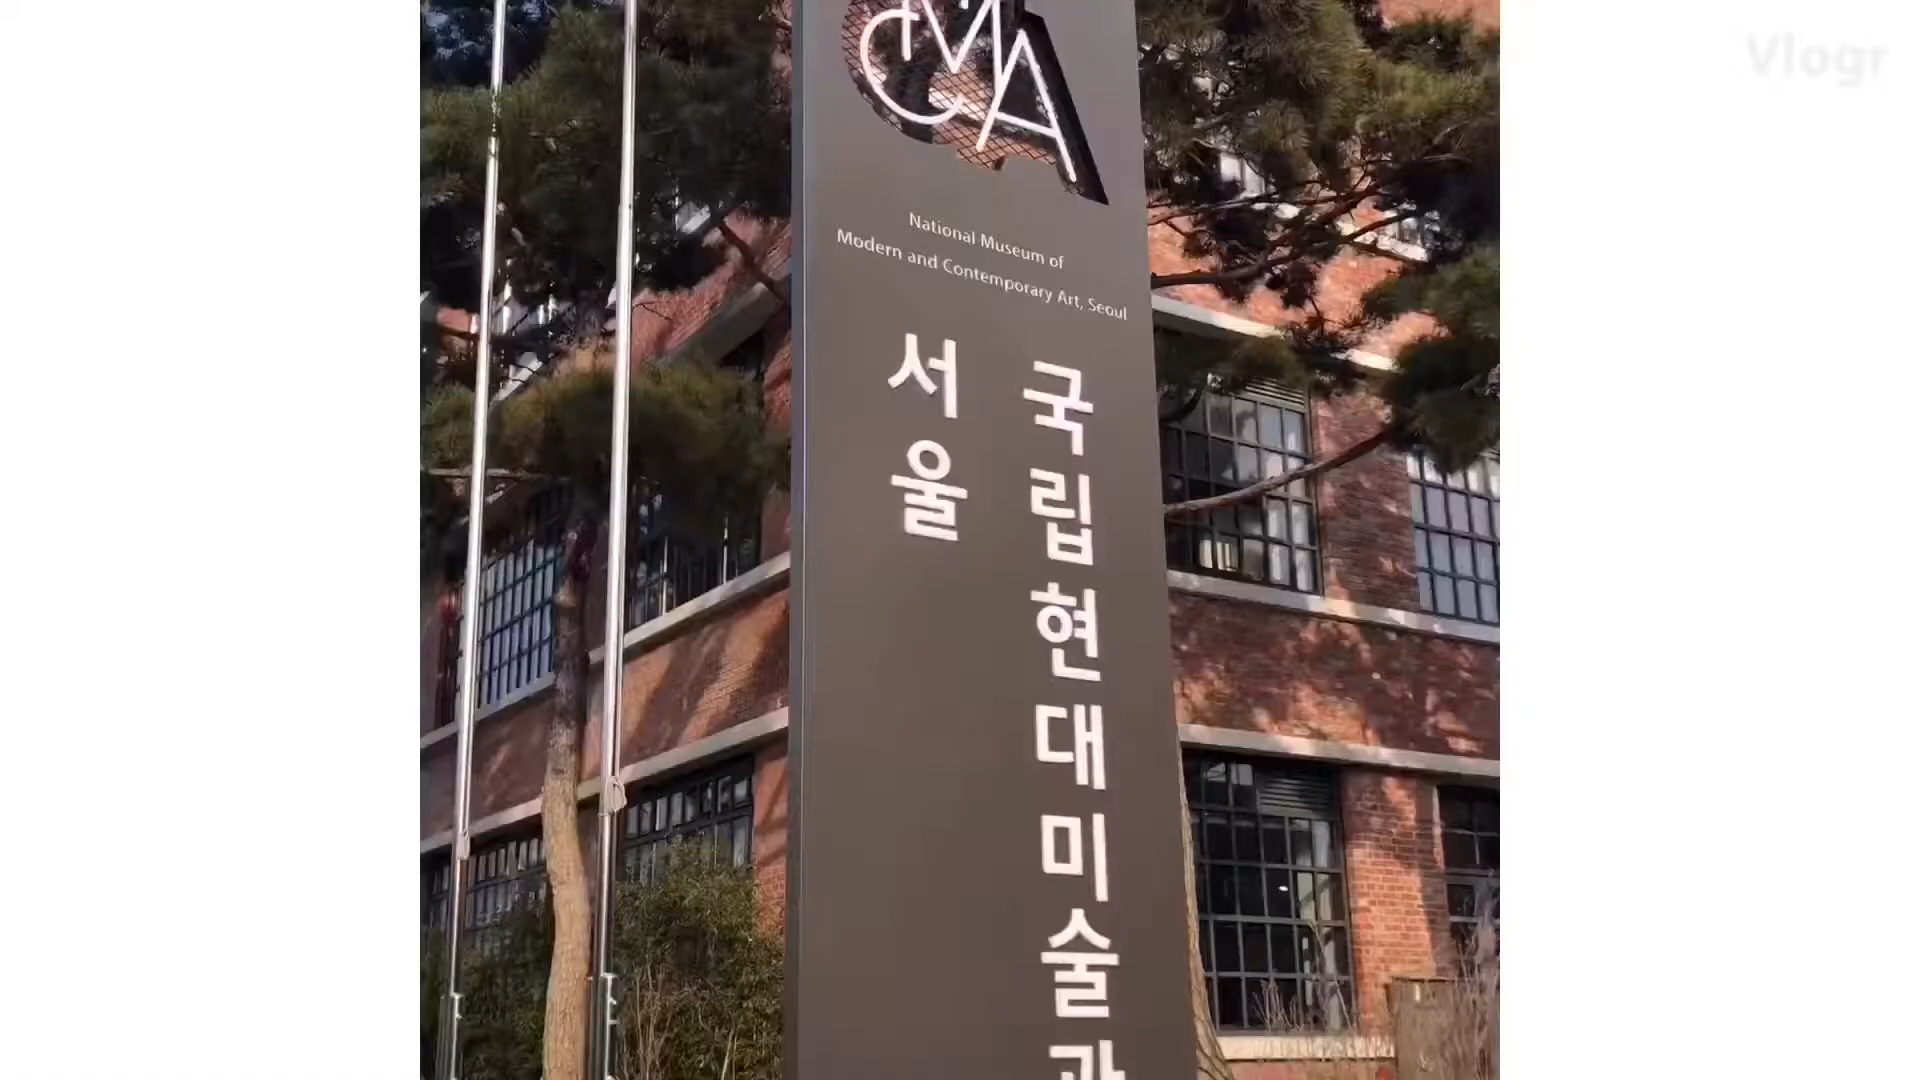 MMCA
National Museum of
Modern and Contemporary Art, Seoul
국립현대미술관
서울
Vlogr